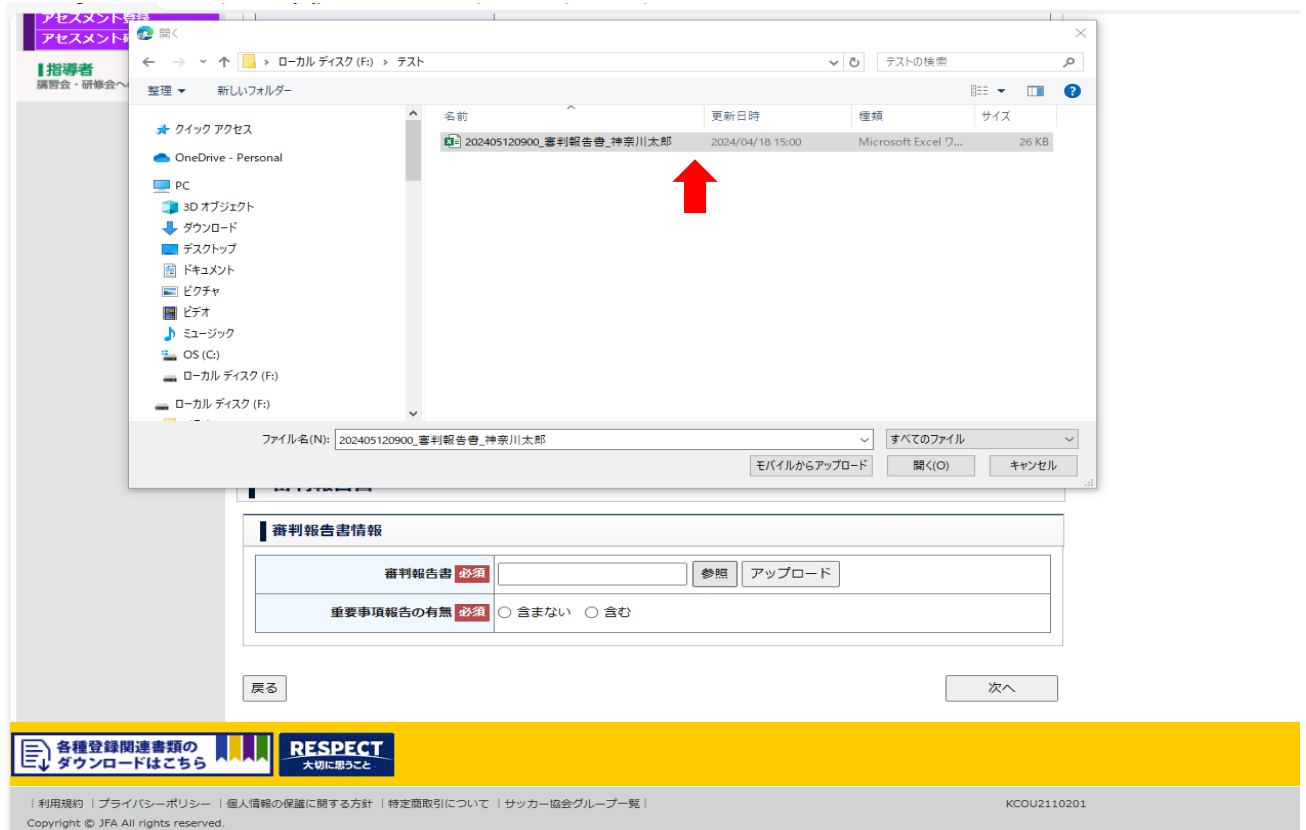 アセスメント登録
アセスメント
指導者
講習会・研修会へ
開く
ローカル ディスク (F:) › テスト
テストの検索
整理 新しいフォルダー
名前 更新日時 種類 サイズ
202405120900_審判報告書_神奈川太郎 2024/04/18 15:00 Microsoft Excel ワ... 26 KB
クイック アクセス
OneDrive - Personal
PC
3D オブジェクト
ダウンロード
デスクトップ
ドキュメント
ピクチャ
ビデオ
ミュージック
OS (C:)
ローカル ディスク (F:)
ローカル ディスク (F:)
ファイル名(N): 202405120900_審判報告書_神奈川太郎 すべてのファイル
モバイルからアップロード 開く(O) キャンセル
審判報告書
審判報告書情報
審判報告書 必須 参照 アップロード
重要事項報告の有無 必須 含まない 含む
戻る 次へ
各種登録関連書類の
ダウンロードはこちら
RESPECT
大切に思うこと
| 利用規約 | プライバシーポリシー | 個人情報の保護に関する方針 | 特定商取引について | サッカー協会グループ一覧 | KCOU2110201
Copyright © JFA All rights reserved.